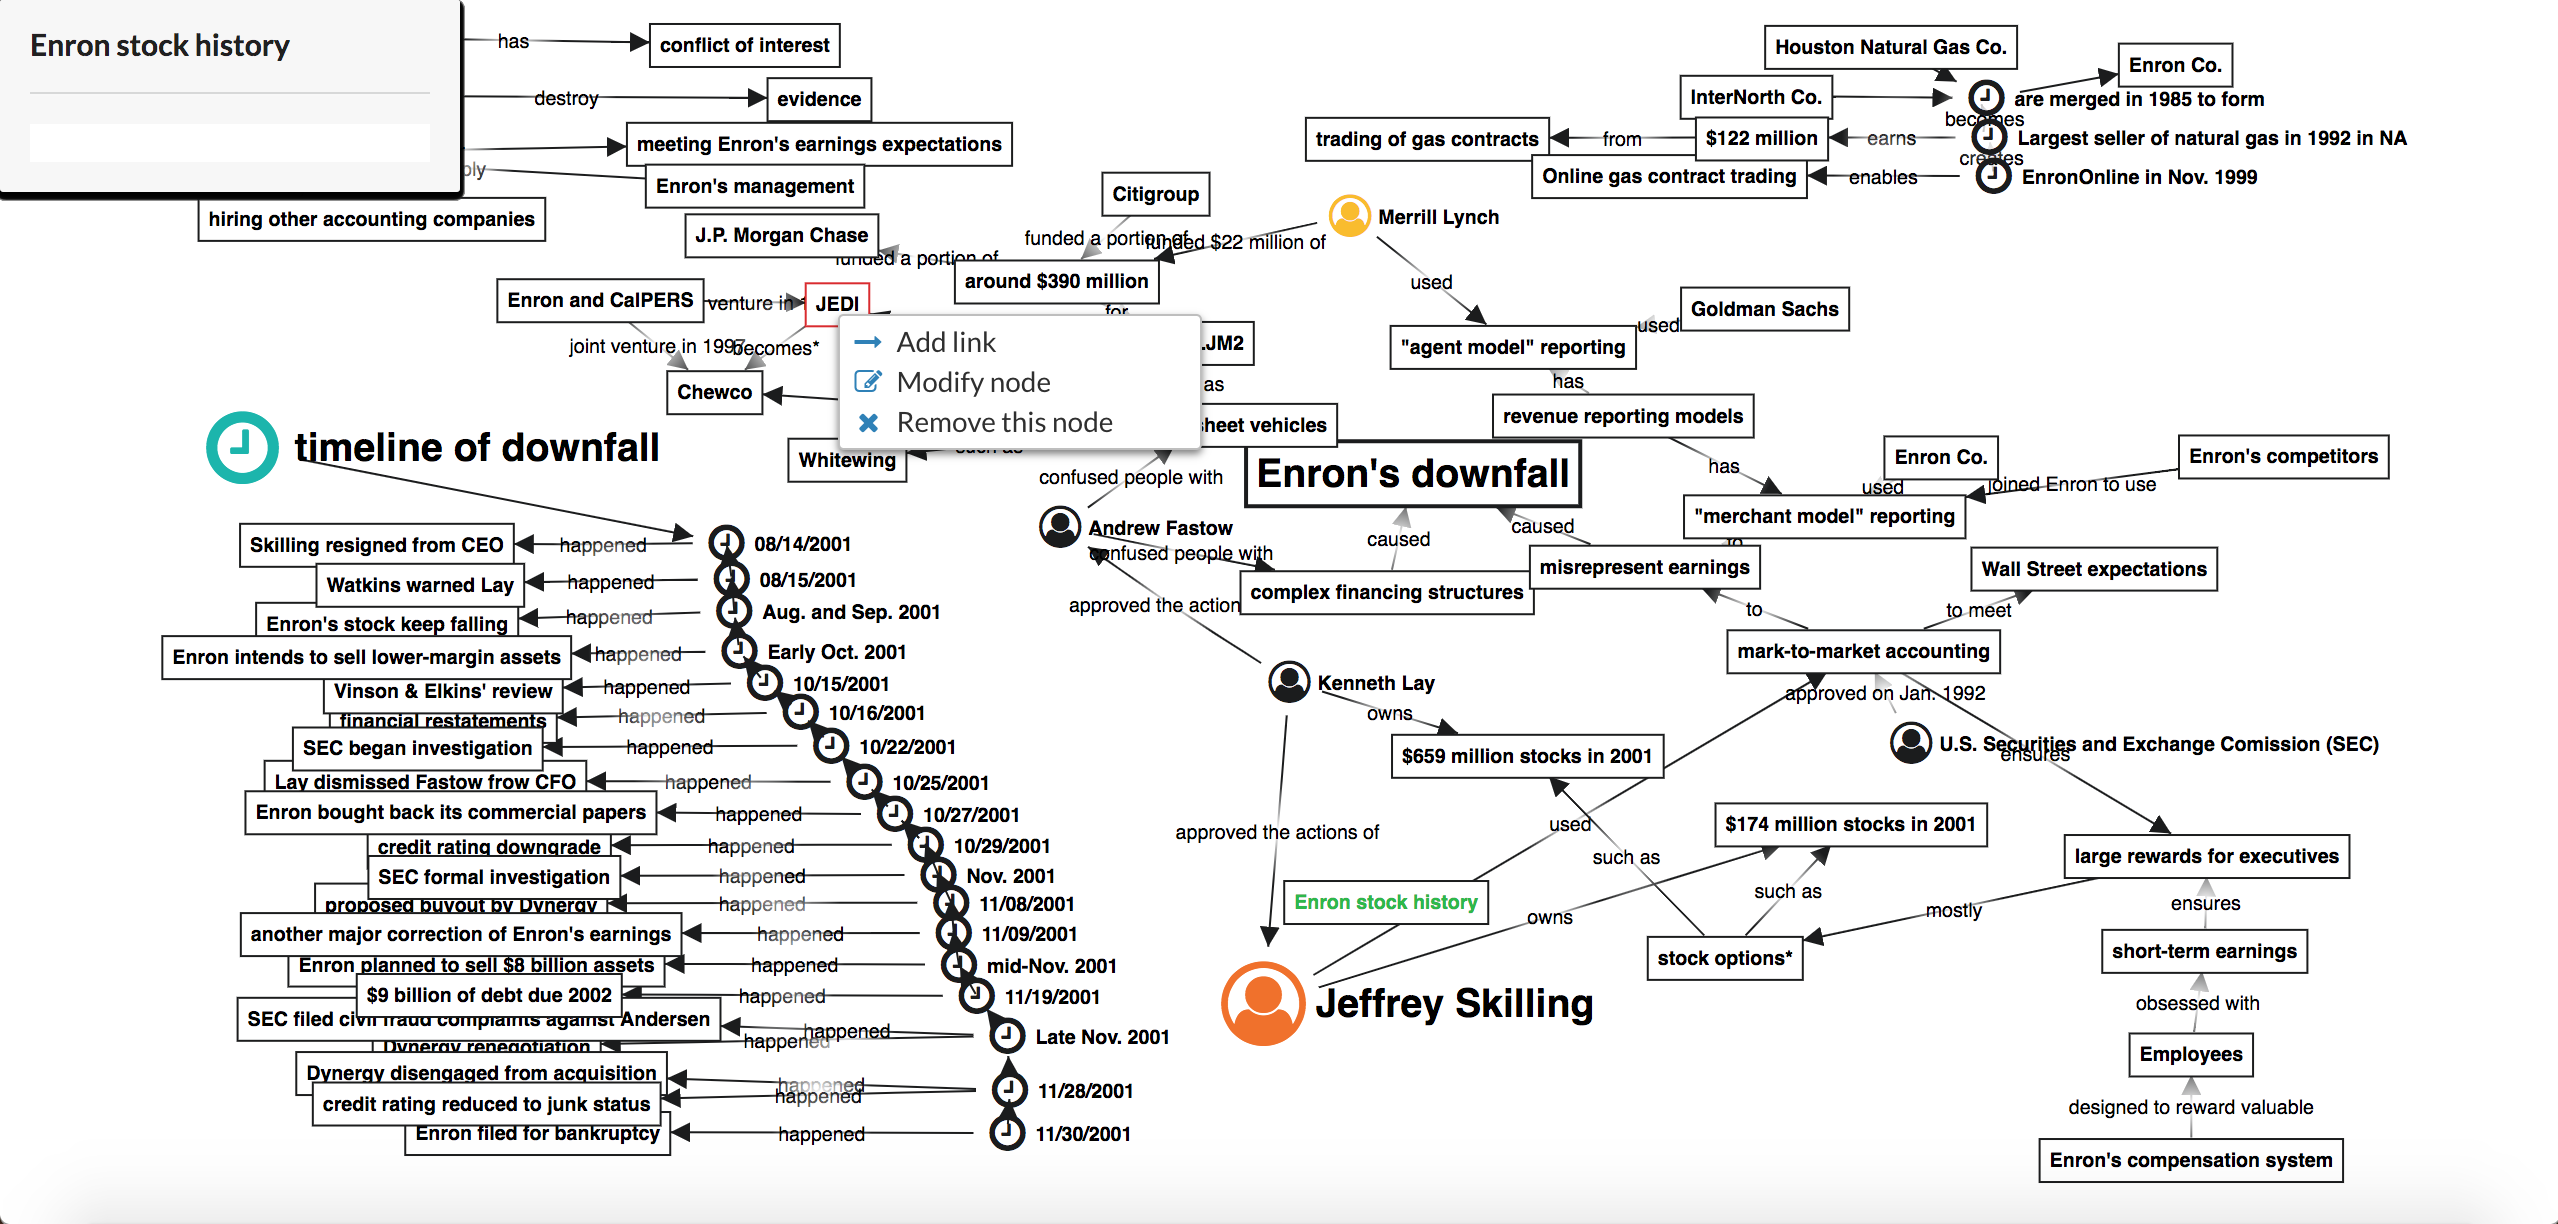 Enron stock history
has
conflict of interest
destroy
evidence
meeting Enron's earnings expectations
Enron's management
hiring other accounting companies
Houston Natural Gas Co.
Enron Co.
InterNorth Co.
are merged in 1985 to form
becomes
trading of gas contracts
from
$122 million
earns
Largest seller of natural gas in 1992 in NA
creates
Online gas contract trading
enables
EnronOnline in Nov. 1999
Citigroup
Merrill Lynch
J.P. Morgan Chase
funded a portion of
funded $22 million of
funded a portion of
around $390 million
for
used
Enron and CalPERS
venture in
JEDI
Goldman Sachs
used
joint venture in 1997
becomes*
Add link
Modify node
Remove this node
JM2
as
"agent model" reporting
has
Chewco
sheet vehicles
revenue reporting models
timeline of downfall
Whitewing
such as
confused people with
Enron's downfall
has
Enron Co.
Enron's competitors
used
joined Enron to use
"merchant model" reporting
Andrew Fastow
confused people with
caused
caused
to
complex financing structures
misrepresent earnings
Wall Street expectations
approved the action
to
to meet
mark-to-market accounting
Skilling resigned from CEO
happened
08/14/2001
Watkins warned Lay
happened
08/15/2001
Enron's stock keep falling
happened
Aug. and Sep. 2001
Enron intends to sell lower-margin assets
happened
Early Oct. 2001
Vinson & Elkins' review
happened
10/15/2001
financial restatements
happened
10/16/2001
SEC began investigation
happened
10/22/2001
Lay dismissed Fastow frow CFO
happened
10/25/2001
Enron bought back its commercial papers
happened
10/27/2001
credit rating downgrade
happened
10/29/2001
SEC formal investigation
happened
Nov. 2001
proposed buyout by Dynergy
happened
11/08/2001
another major correction of Enron's earnings
happened
11/09/2001
Enron planned to sell $8 billion assets
happened
mid-Nov. 2001
$9 billion of debt due 2002
happened
11/19/2001
SEC filed civil fraud complaints against Andersen
happened
Late Nov. 2001
Dynergy renegotiation
happened
Dynergy disengaged from acquisition
happened
11/28/2001
credit rating reduced to junk status
happened
Enron filed for bankruptcy
happened
11/30/2001
Kenneth Lay
owns
approved on Jan. 1992
$659 million stocks in 2001
U.S. Securities and Exchange Comission (SEC)
ensures
approved the actions of
used
$174 million stocks in 2001
such as
large rewards for executives
such as
Enron stock history
owns
mostly
ensures
stock options*
short-term earnings
Jeffrey Skilling
obsessed with
Employees
designed to reward valuable
Enron's compensation system